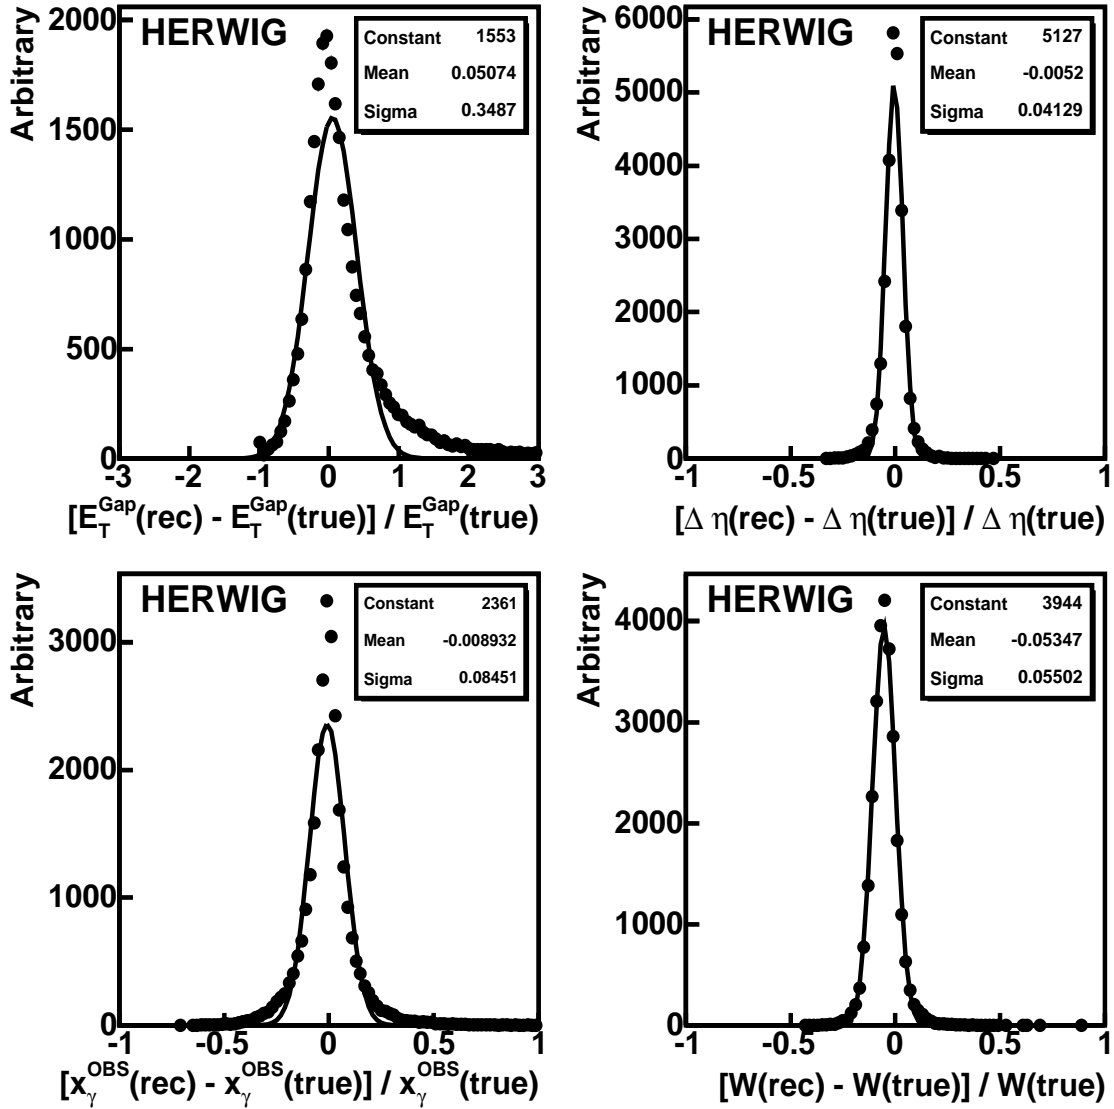 HERWIG
Arbitrary
Constant 1553
Mean 0.05074
Sigma 0.3487
2000
1500
1000
500
0
-3 -2 -1 0 1 2 3
[E_T^Gap(rec) - E_T^Gap(true)] / E_T^Gap(true)
HERWIG
Arbitrary
Constant 5127
Mean -0.0052
Sigma 0.04129
6000
5000
4000
3000
2000
1000
0
-1 -0.5 0 0.5 1
[Δ η(rec) - Δ η(true)] / Δ η(true)
HERWIG
Arbitrary
Constant 2361
Mean -0.008932
Sigma 0.08451
3000
2000
1000
0
-1 -0.5 0 0.5 1
[x_γ^OBS(rec) - x_γ^OBS(true)] / x_γ^OBS(true)
HERWIG
Arbitrary
Constant 3944
Mean -0.05347
Sigma 0.05502
4000
3000
2000
1000
0
-1 -0.5 0 0.5 1
[W(rec) - W(true)] / W(true)